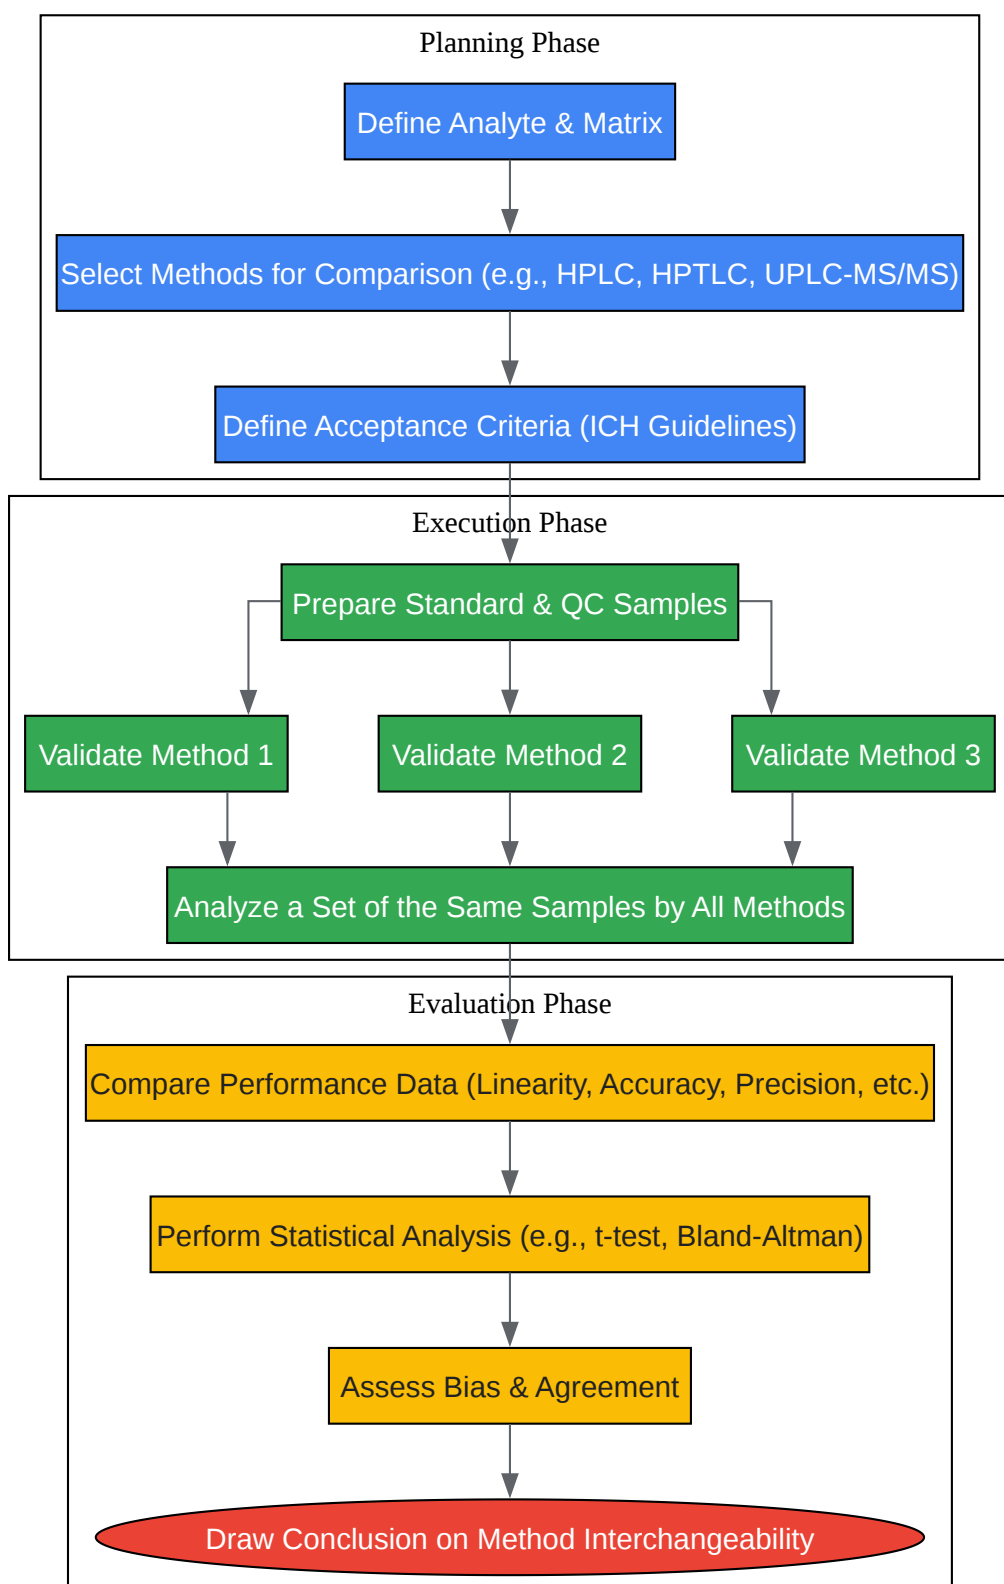 Planning Phase
Define Analyte & Matrix
Select Methods for Comparison (e.g., HPLC, HPTLC, UPLC-MS/MS)
Define Acceptance Criteria (ICH Guidelines)
Execution Phase
Prepare Standard & QC Samples
Validate Method 1
Validate Method 2
Validate Method 3
Analyze a Set of the Same Samples by All Methods
Evaluation Phase
Compare Performance Data (Linearity, Accuracy, Precision, etc.)
Perform Statistical Analysis (e.g., t-test, Bland-Altman)
Assess Bias & Agreement
Draw Conclusion on Method Interchangeability